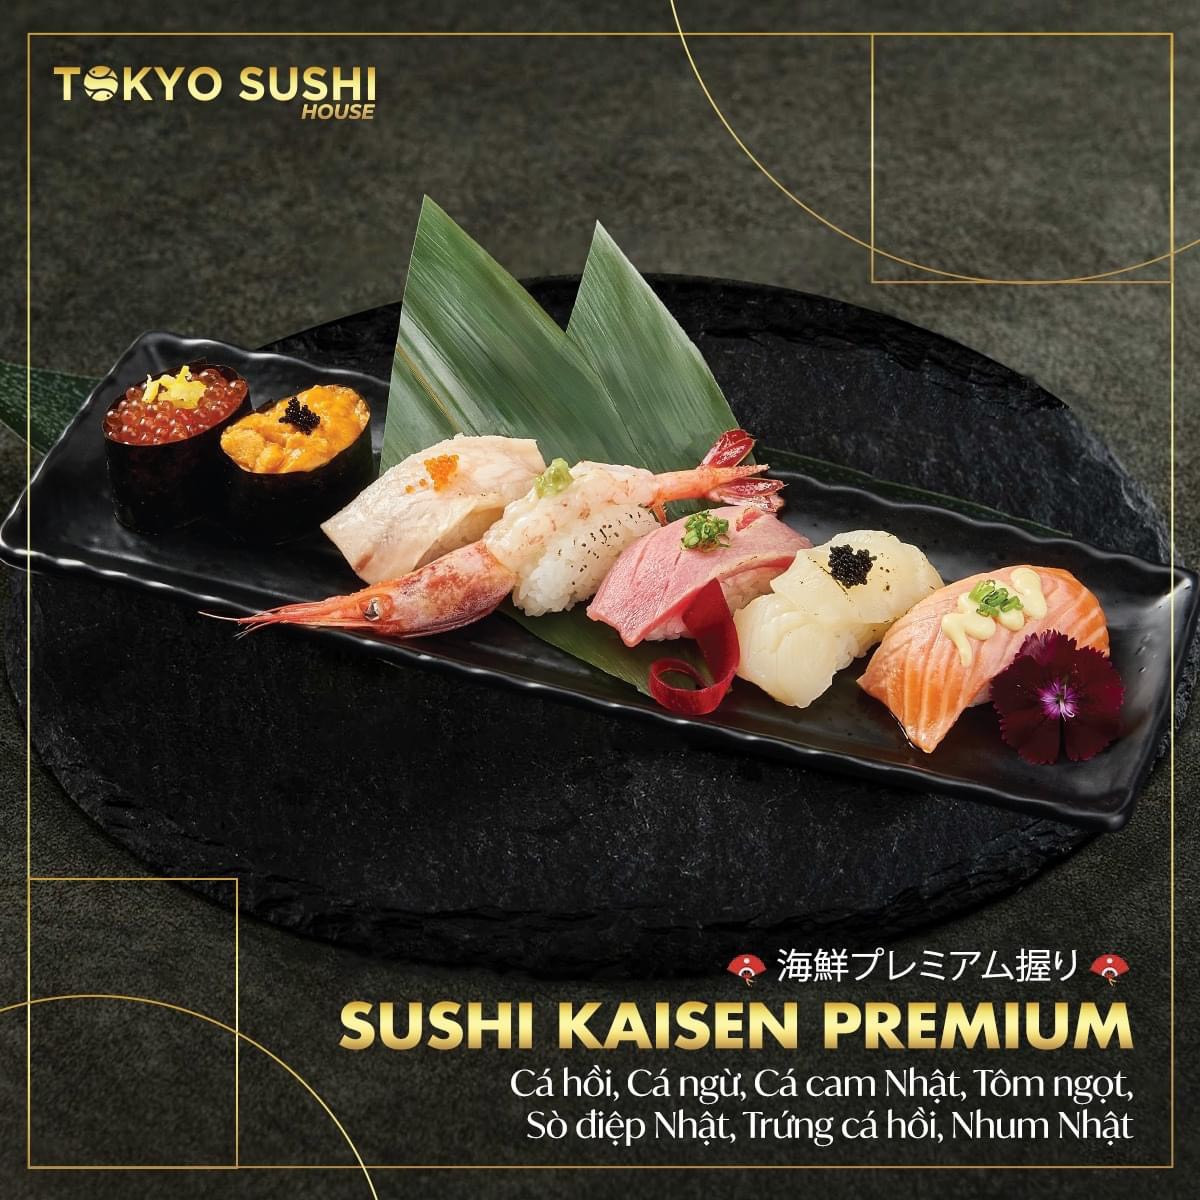 TOKYO SUSHI
HOUSE
海鮮プレミアム握り
SUSHI KAISEN PREMIUM
Cá hồi, Cá ngừ, Cá cam Nhật, Tôm ngọt,
Sò điệp Nhật, Trứng cá hồi, Nhum Nhật